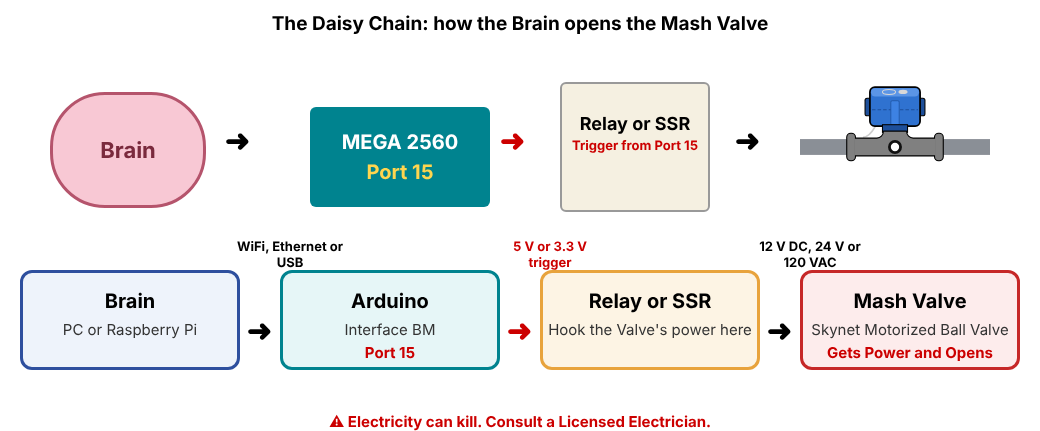 The Daisy Chain: how the Brain opens the Mash Valve
Brain
MEGA 2560
Port 15
Relay or SSR
Trigger from Port 15
WiFi, Ethernet or
USB
5 V or 3.3 V
trigger
12 V DC, 24 V or
120 VAC
Brain
PC or Raspberry Pi
Arduino
Interface BM
Port 15
Relay or SSR
Hook the Valve's power here
Mash Valve
Skynet Motorized Ball Valve
Gets Power and Opens
⚠ Electricity can kill. Consult a Licensed Electrician.